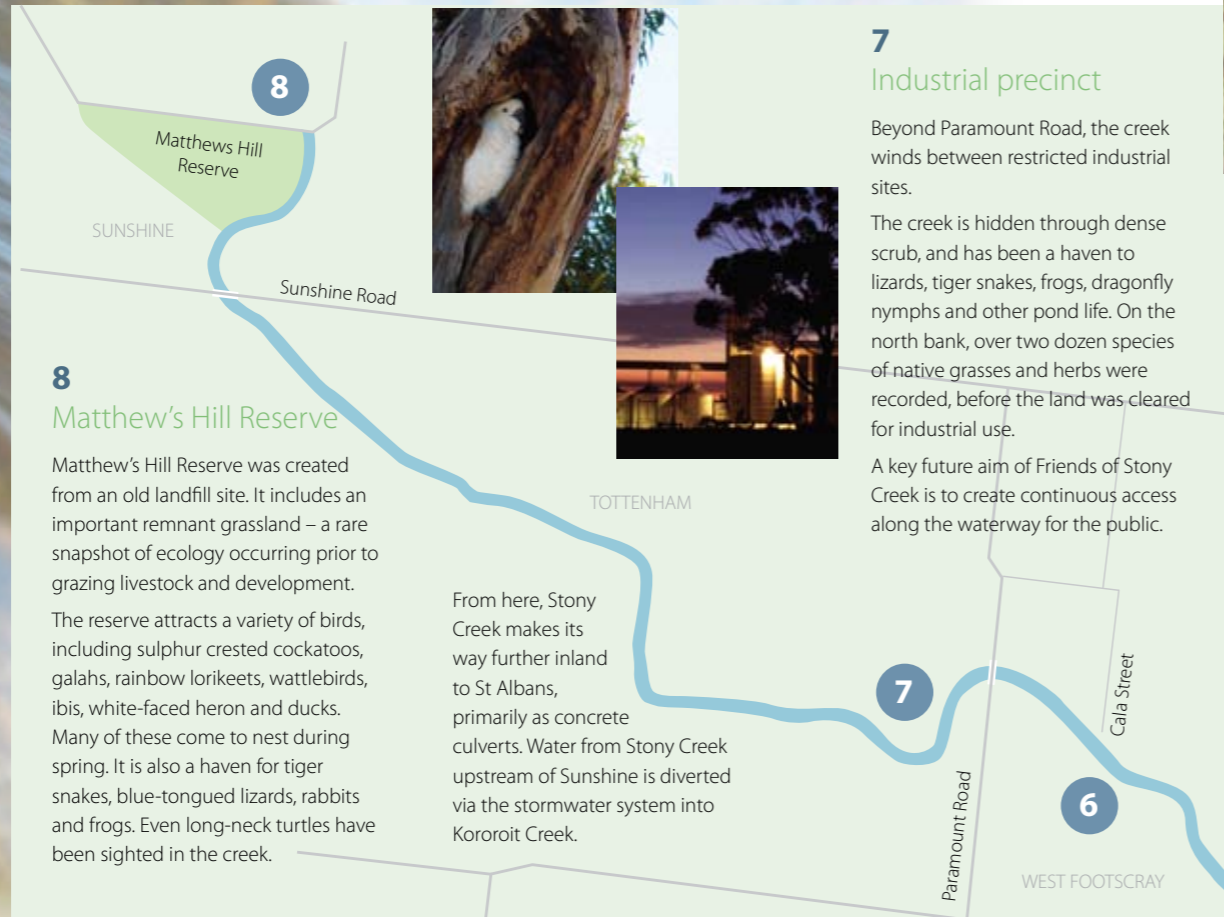 8
Matthews Hill
Reserve
SUNSHINE
Sunshine Road
7
Industrial precinct
Beyond Paramount Road, the creek
winds between restricted industrial
sites.
The creek is hidden through dense
scrub, and has been a haven to
lizards, tiger snakes, frogs, dragonfly
nymphs and other pond life. On the
north bank, over two dozen species
of native grasses and herbs were
recorded, before the land was cleared
for industrial use.
A key future aim of Friends of Stony
Creek is to create continuous access
along the waterway for the public.
8
Matthew's Hill Reserve
Matthew's Hill Reserve was created
from an old landfill site. It includes an
important remnant grassland – a rare
snapshot of ecology occurring prior to
grazing livestock and development.
The reserve attracts a variety of birds,
including sulphur crested cockatoos,
galahs, rainbow lorikeets, wattlebirds,
ibis, white-faced heron and ducks.
Many of these come to nest during
spring. It is also a haven for tiger
snakes, blue-tongued lizards, rabbits
and frogs. Even long-neck turtles have
been sighted in the creek.
TOTTENHAM
From here, Stony
Creek makes its
way further inland
to St Albans,
primarily as concrete
culverts. Water from Stony Creek
upstream of Sunshine is diverted
via the stormwater system into
Kororoit Creek.
7
Cala Street
Paramount Road
6
WEST FOOTSCRAY